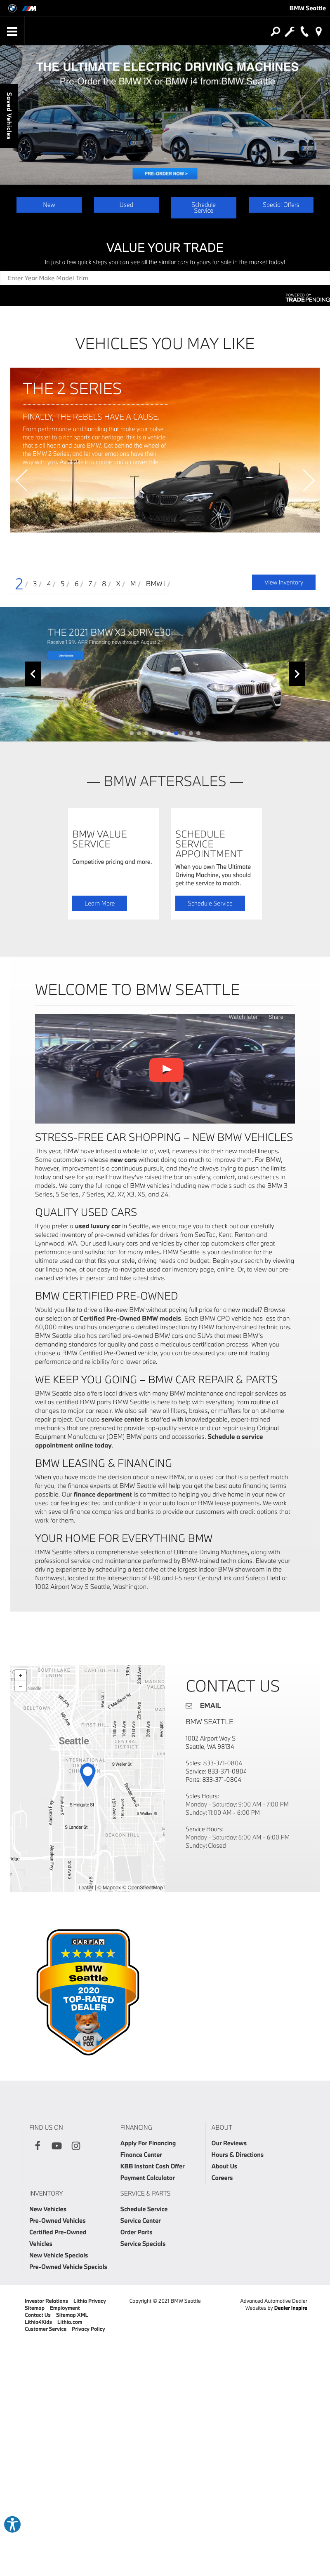 BMW Seattle
Saved Vehicles
THE ULTIMATE ELECTRIC DRIVING MACHINES
Pre-Order the BMW iX or BMW i4 from BMW Seattle
PRE-ORDER NOW »
New
Used
Schedule
Service
Special Offers
VALUE YOUR TRADE
In just a few quick steps you can see all the similar cars to yours for sale in the market today!
Enter Year Make Model Trim
POWERED BY
TRADEPENDING
VEHICLES YOU MAY LIKE
THE 2 SERIES
FINALLY, THE REBELS HAVE A CAUSE.
From performance and handling that make your pulse
race faster to a rich sports car heritage, this is a vehicle
that's all heart and pure BMW. Get behind the wheel of
the BMW 2 Series, and let your emotions have their
way with you. Available in a coupe and a convertible.
2 / 3 / 4 / 5 / 6 / 7 / 8 / X / M / BMW i /
View Inventory
THE 2021 BMW X3 xDRIVE30i
Receive 1.9% APR Financing now through August 2nd
BMW AFTERSALES
BMW VALUE
SERVICE
Competitive pricing and more.
Learn More
SCHEDULE
SERVICE
APPOINTMENT
When you own The Ultimate
Driving Machine, you should
get the service to match.
Schedule Service
WELCOME TO BMW SEATTLE
Watch later
Share
STRESS-FREE CAR SHOPPING – NEW BMW VEHICLES
This year, BMW has infused a whole lot of, well, newness into their new model lineups.
Some automakers release new cars without doing too much to improve them. For BMW,
however, improvement is a continuous pursuit, and they're always trying to push the limits
today and see for yourself how they've raised the bar on safety, comfort, and aesthetics in
models. We carry the full range of BMW vehicles including new models such as the BMW 3
Series, 5 Series, 7 Series, X2, X7, X3, X5, and Z4.
QUALITY USED CARS
If you prefer a used luxury car in Seattle, we encourage you to check out our carefully
selected inventory of pre-owned vehicles for drivers from SeaTac, Kent, Renton and
Lynnwood, WA. Our used luxury cars and vehicles by other automakers offer great
performance and satisfaction for many miles. BMW Seattle is your destination for the
ultimate used car that fits your style, driving needs and budget. Begin your search by viewing
our lineup now, at our easy-to-navigate used car inventory page, online. Or, to view our pre-
owned vehicles in person and take a test drive.
BMW CERTIFIED PRE-OWNED
Would you like to drive a like-new BMW without paying full price for a new model? Browse
our selection of Certified Pre-Owned BMW models. Each BMW CPO vehicle has less than
60,000 miles and has undergone a detailed inspection by BMW factory-trained technicians.
BMW Seattle also has certified pre-owned BMW cars and SUVs that meet BMW's
demanding standards for quality and pass a meticulous certification process. When you
choose a BMW Certified Pre-Owned vehicle, you can be assured you are not trading
performance and reliability for a lower price.
WE KEEP YOU GOING – BMW CAR REPAIR & PARTS
BMW Seattle also offers local drivers with many BMW maintenance and repair services as
well as certified BMW parts BMW Seattle is here to help with everything from routine oil
changes to major car repairs. We also sell new oil filters, brakes, or mufflers for an at-home
repair project. Our auto service center is staffed with knowledgeable, expert-trained
mechanics that are prepared to provide top-quality service and car repair using Original
Equipment Manufacturer (OEM) BMW parts and accessories. Schedule a service
appointment online today.
BMW LEASING & FINANCING
When you have made the decision about a new BMW, or a used car that is a perfect match
for you, the finance experts at BMW Seattle will help you get the best auto financing terms
possible. Our finance department is committed to helping you drive home in your new or
used car feeling excited and confident in your auto loan or BMW lease payments. We work
with several finance companies and banks to provide our customers with credit options that
work for them.
YOUR HOME FOR EVERYTHING BMW
BMW Seattle offers a comprehensive selection of Ultimate Driving Machines, along with
professional service and maintenance performed by BMW-trained technicians. Elevate your
driving experience by scheduling a test drive at the largest indoor BMW showroom in the
Northwest, located at the intersection of I-90 and I-5 near CenturyLink and Safeco Field at
1002 Airport Way S Seattle, Washington.
SOUTH LAKE
UNION
CAPITOL HILL
BELLTOWN
FIRST HILL
Seattle
CENTRAL
DISTRICT
INTERNATIONAL
DISTRICT
S Weller St
S Holgate St
S Walker St
S Lander St
BEACON HILL
Leaflet | © Mapbox © OpenStreetMap
CONTACT US
EMAIL
BMW SEATTLE
1002 Airport Way S
Seattle, WA 98134
Sales: 833-371-0804
Service: 833-371-0804
Parts: 833-371-0804
Sales Hours:
Monday - Saturday: 9:00 AM - 7:00 PM
Sunday: 11:00 AM - 6:00 PM
Service Hours:
Monday - Saturday: 6:00 AM - 6:00 PM
Sunday: Closed
CARFAX
BMW
Seattle
2020
TOP-RATED
DEALER
CAR
FOX
FIND US ON
FINANCING
Apply For Financing
Finance Center
KBB Instant Cash Offer
Payment Calculator
ABOUT
Our Reviews
Hours & Directions
About Us
Careers
INVENTORY
New Vehicles
Pre-Owned Vehicles
Certified Pre-Owned
Vehicles
New Vehicle Specials
Pre-Owned Vehicle Specials
SERVICE & PARTS
Schedule Service
Service Center
Order Parts
Service Specials
Investor Relations Lithia Privacy
Sitemap Employment
Contact Us Sitemap XML
Lithia4Kids Lithia.com
Customer Service Privacy Policy
Copyright © 2021 BMW Seattle
Advanced Automotive Dealer
Websites by Dealer Inspire